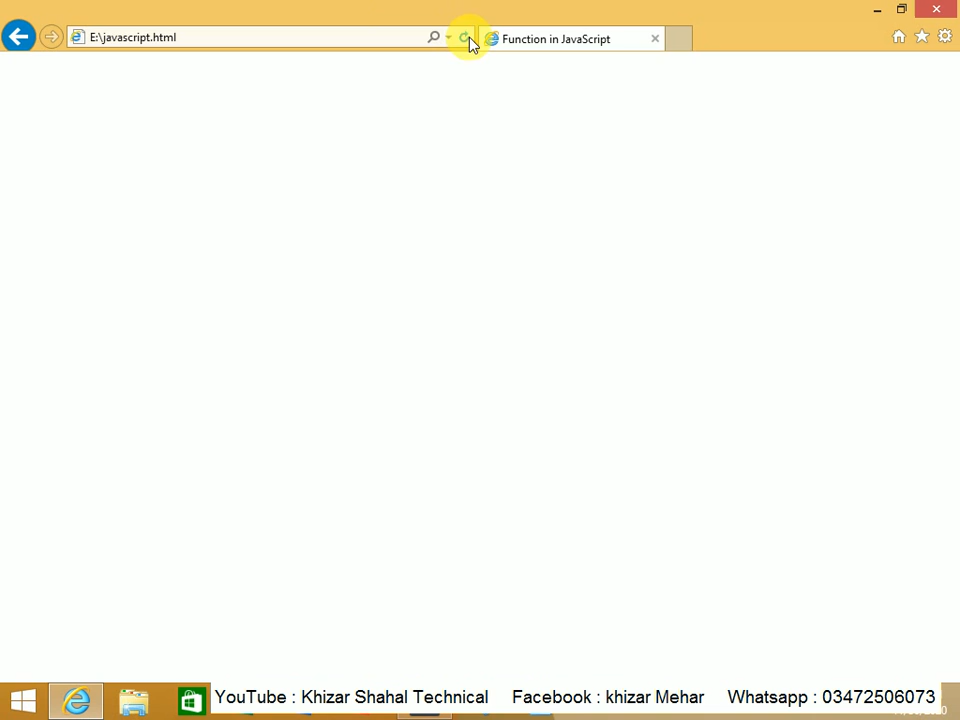 E:\javascript.html
Function in JavaScript
YouTube : Khizar Shahal Technical Facebook : khizar Mehar Whatsapp : 03472506073